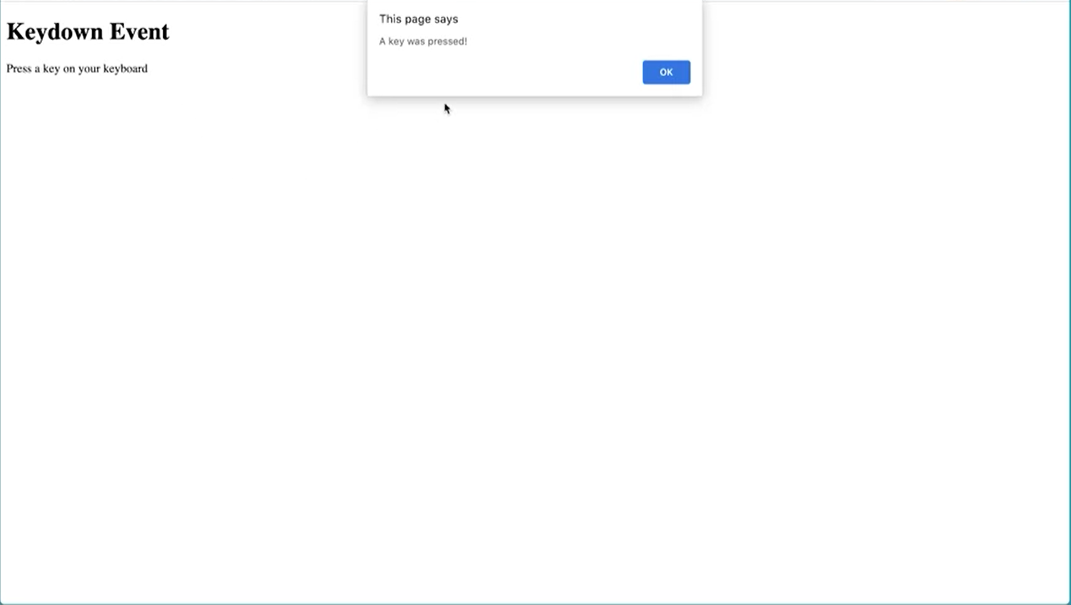 This page says
A key was pressed!
OK
Keydown Event
Press a key on your keyboard